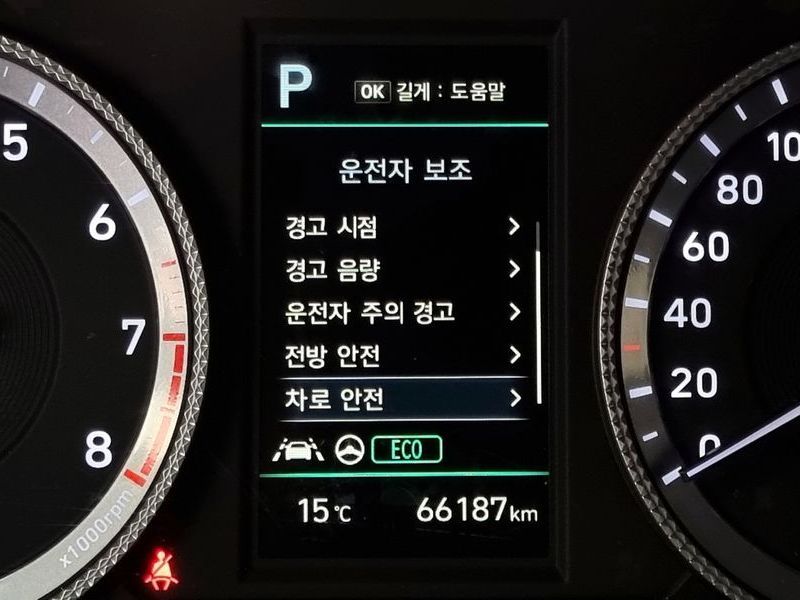 P
OK 길게 : 도움말
운전자 보조
경고 시점
경고 음량
운전자 주의 경고
전방 안전
차로 안전
ECO
15℃ 66187km
5
6
7
8
x1000rpm
10
80
60
40
20
0